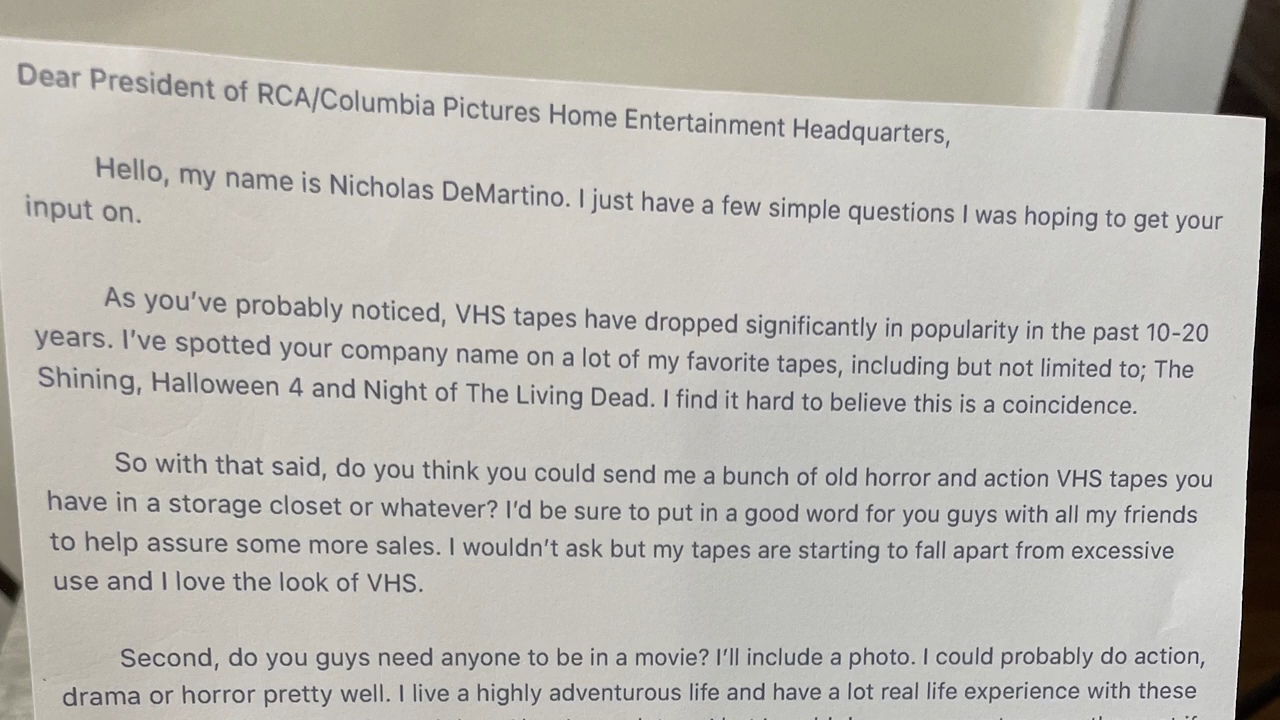 Dear President of RCA/Columbia Pictures Home Entertainment Headquarters,
Hello, my name is Nicholas DeMartino. I just have a few simple questions I was hoping to get your
input on.
As you've probably noticed, VHS tapes have dropped significantly in popularity in the past 10-20
years. I've spotted your company name on a lot of my favorite tapes, including but not limited to; The
Shining, Halloween 4 and Night of The Living Dead. I find it hard to believe this is a coincidence.
So with that said, do you think you could send me a bunch of old horror and action VHS tapes you
have in a storage closet or whatever? I'd be sure to put in a good word for you guys with all my friends
to help assure some more sales. I wouldn't ask but my tapes are starting to fall apart from excessive
use and I love the look of VHS.
Second, do you guys need anyone to be in a movie? I'll include a photo. I could probably do action,
drama or horror pretty well. I live a highly adventurous life and have a lot real life experience with these